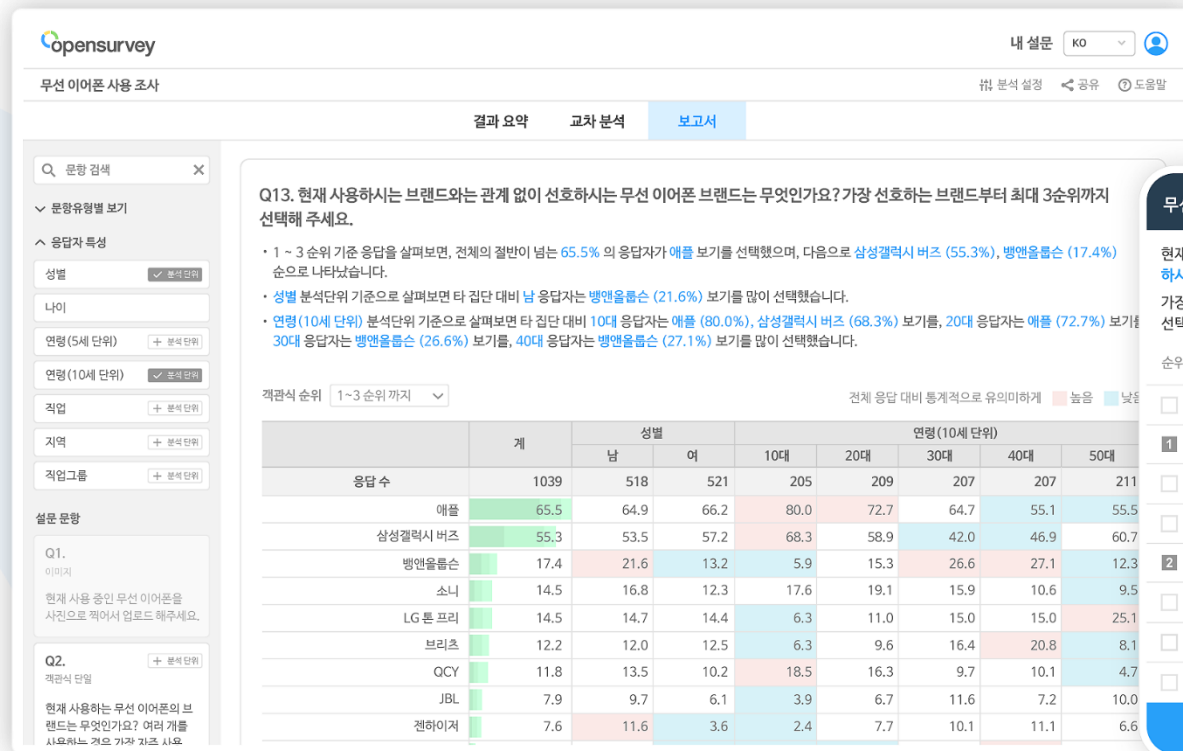 opensurvey
내 설문 KO
무선 이어폰 사용 조사
분석 설정 공유 도움말
결과 요약 교차 분석 보고서
문항 검색
문항유형별 보기
응답자 특성
성별 ✓ 분석단위
나이
연령(5세 단위) + 분석단위
연령(10세 단위) ✓ 분석단위
직업 + 분석단위
지역 + 분석단위
직업그룹 + 분석단위
설문 문항
Q1.
이미지
현재 사용 중인 무선 이어폰을
사진으로 찍어서 업로드 해주세요.
Q2. + 분석단위
객관식 단일
현재 사용하는 무선 이어폰의 브
랜드는 무엇인가요? 여러 개를
사용하는 경우 가장 자주 사용
Q13. 현재 사용하시는 브랜드와는 관계 없이 선호하시는 무선 이어폰 브랜드는 무엇인가요? 가장 선호하는 브랜드부터 최대 3순위까지
선택해 주세요.
• 1 ~ 3 순위 기준 응답을 살펴보면, 전체의 절반이 넘는 65.5% 의 응답자가 애플 보기를 선택했으며, 다음으로 삼성갤럭시 버즈 (55.3%), 뱅앤올룹슨 (17.4%)
순으로 나타났습니다.
• 성별 분석단위 기준으로 살펴보면 타 집단 대비 남 응답자는 뱅앤올룹슨 (21.6%) 보기를 많이 선택했습니다.
• 연령(10세 단위) 분석단위 기준으로 살펴보면 타 집단 대비 10대 응답자는 애플 (80.0%), 삼성갤럭시 버즈 (68.3%) 보기를, 20대 응답자는 애플 (72.7%) 보기를
30대 응답자는 뱅앤올룹슨 (26.6%) 보기를, 40대 응답자는 뱅앤올룹슨 (27.1%) 보기를 많이 선택했습니다.
객관식 순위 1~3 순위 까지
전체 응답 대비 통계적으로 유의미하게 높음 낮음
계 성별 연령(10세 단위)
남 여 10대 20대 30대 40대 50대
응답 수 1039 518 521 205 209 207 207 211
애플 65.5 64.9 66.2 80.0 72.7 64.7 55.1 55.5
삼성갤럭시 버즈 55.3 53.5 57.2 68.3 58.9 42.0 46.9 60.7
뱅앤올룹슨 17.4 21.6 13.2 5.9 15.3 26.6 27.1 12.3
소니 14.5 16.8 12.3 17.6 19.1 15.9 10.6 9.5
LG 톤 프리 14.5 14.7 14.4 6.3 11.0 15.0 15.0 25.1
브리츠 12.2 12.0 12.5 6.3 9.6 16.4 20.8 8.1
QCY 11.8 13.5 10.2 18.5 16.3 9.7 10.1 4.7
JBL 7.9 9.7 6.1 3.9 6.7 11.6 7.2 10.0
젠하이저 7.6 11.6 3.6 2.4 7.7 10.1 11.1 6.6
순위
1
2